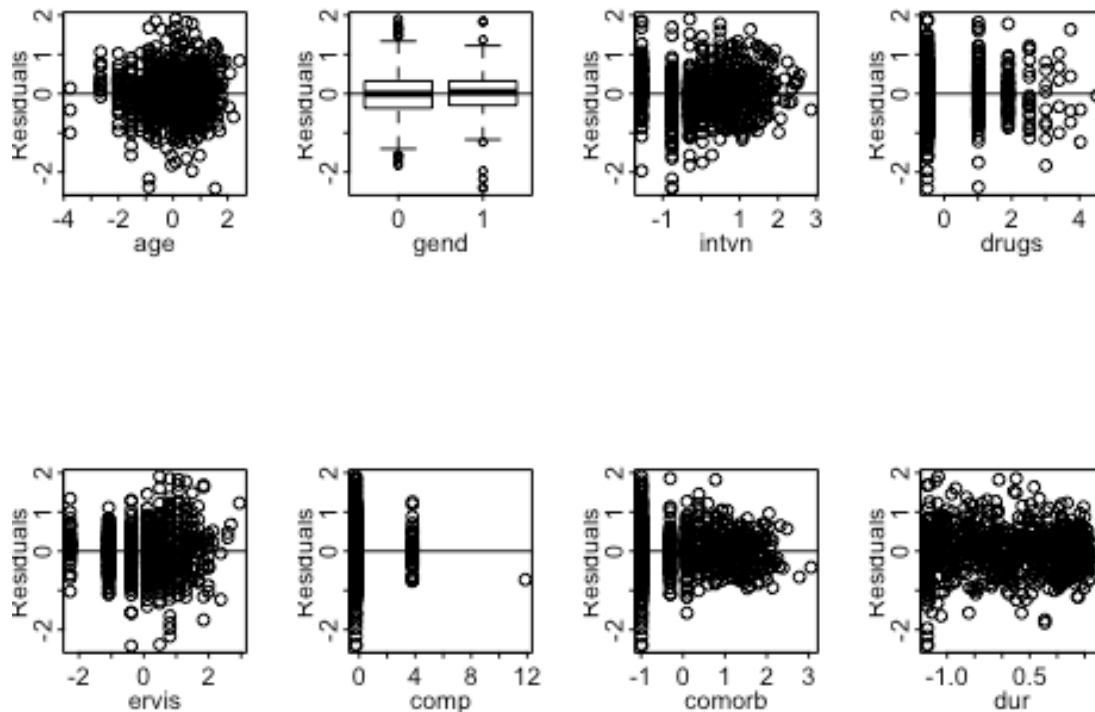 Residuals
-2 0 1 2
-4 -2 0 2
age
Residuals
-2 0 1 2
0 1
gend
Residuals
-2 0 1 2
-1 0 1 2 3
intvn
Residuals
-2 0 1 2
0 1 2 3 4
drugs
Residuals
-2 0 1 2
-2 0 2
ervis
Residuals
-2 0 1 2
0 4 8 12
comp
Residuals
-2 0 1 2
-1 0 1 2 3
comorb
Residuals
-2 0 1 2
-1.0 0.5
dur